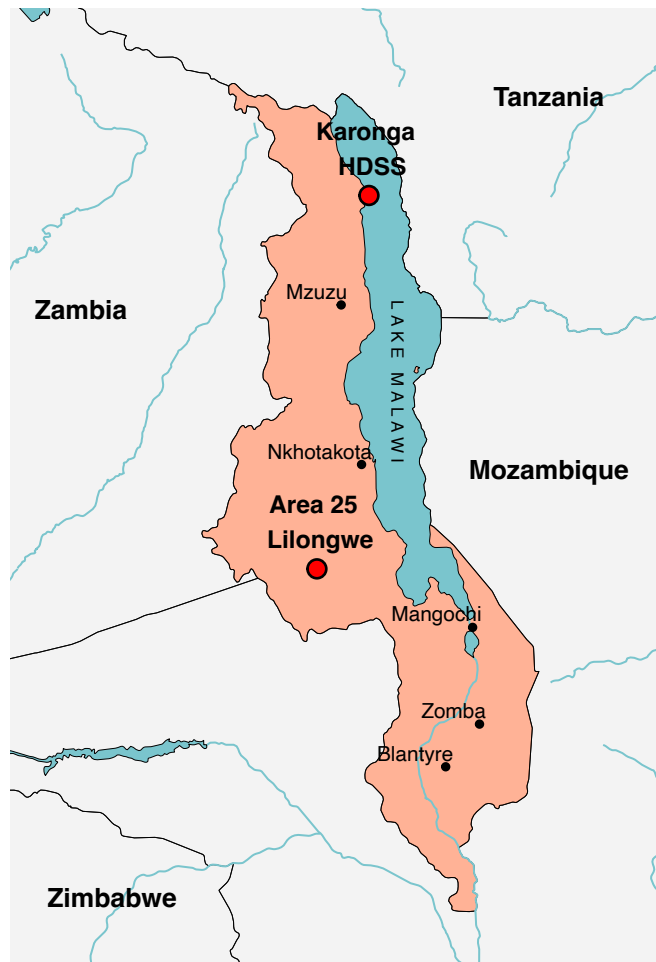 Tanzania
Karonga
HDSS
Mzuzu
Zambia
LAKE MALAWI
Nkhotakota
Mozambique
Area 25
Lilongwe
Mangochi
Zomba
Blantyre
Zimbabwe